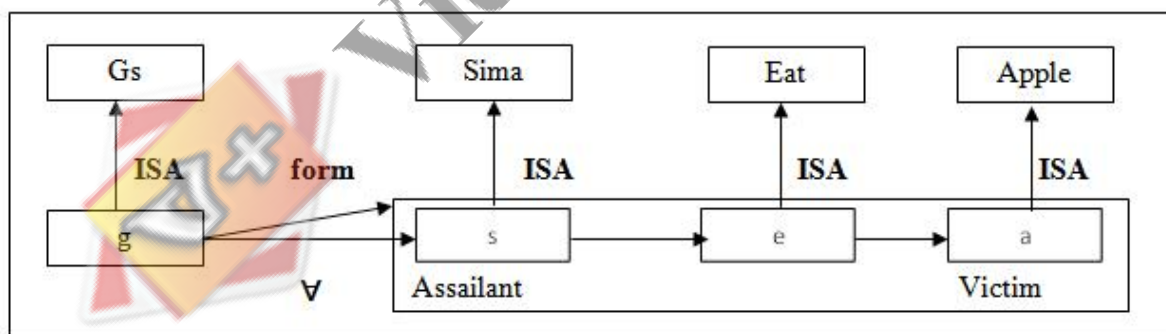 Gs Sima Eat Apple
ISA form ISA ISA ISA
g s e a
∀ Assailant Victim